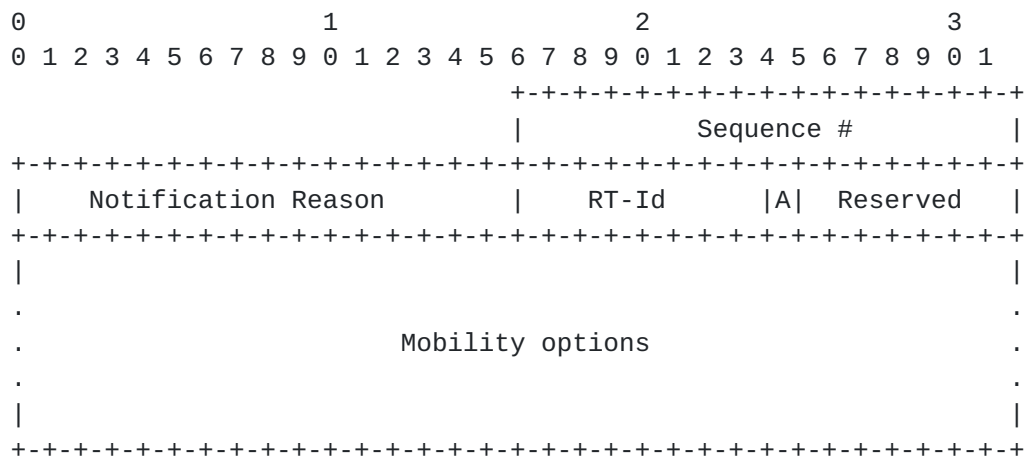 0                   1                   2                   3
0 1 2 3 4 5 6 7 8 9 0 1 2 3 4 5 6 7 8 9 0 1 2 3 4 5 6 7 8 9 0 1
                                +-+-+-+-+-+-+-+-+-+-+-+-+-+-+-+-+
                                |           Sequence #          |
+-+-+-+-+-+-+-+-+-+-+-+-+-+-+-+-+-+-+-+-+-+-+-+-+-+-+-+-+-+-+-+-+
|    Notification Reason        |    RT-Id      |A|  Reserved   |
+-+-+-+-+-+-+-+-+-+-+-+-+-+-+-+-+-+-+-+-+-+-+-+-+-+-+-+-+-+-+-+-+
|                                                               |
.                                                               .
.                        Mobility options                       .
.                                                               .
|                                                               |
+-+-+-+-+-+-+-+-+-+-+-+-+-+-+-+-+-+-+-+-+-+-+-+-+-+-+-+-+-+-+-+-+